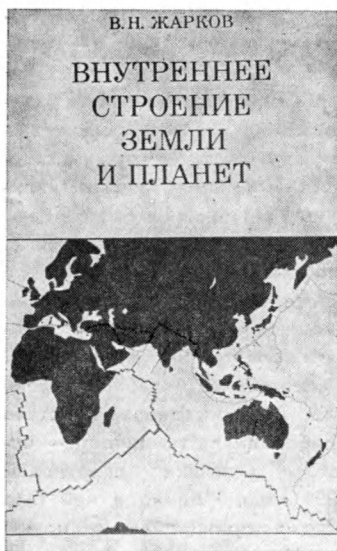 В. Н. ЖАРКОВ
ВНУТРЕННЕЕ
СТРОЕНИЕ
ЗЕМЛИ
И ПЛАНЕТ